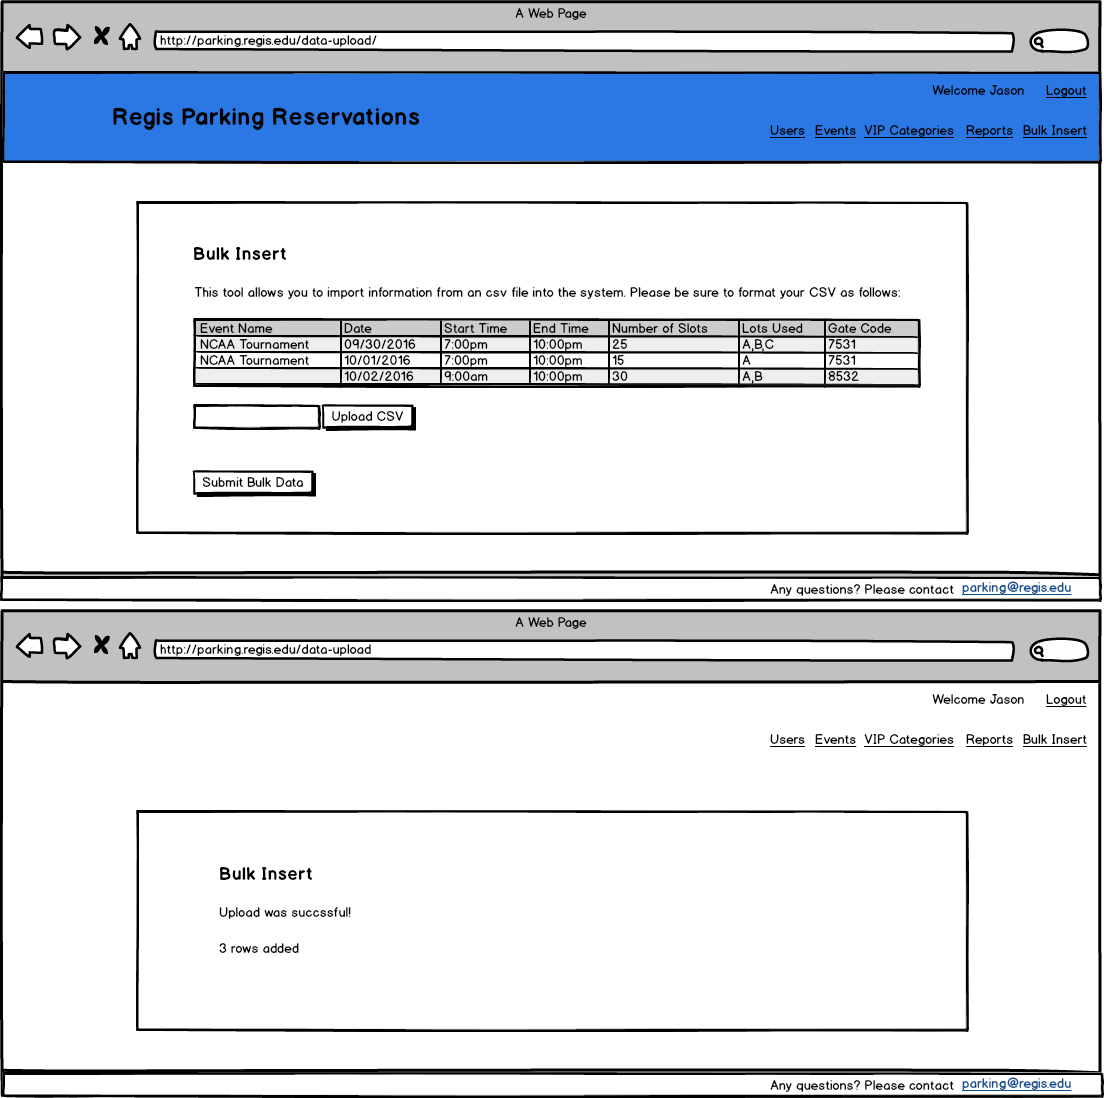 A Web Page
http://parking.regis.edu/data-upload/
Welcome Jason Logout
Regis Parking Reservations
Users Events VIP Categories Reports Bulk Insert
Bulk Insert
This tool allows you to import information from an csv file into the system. Please be sure to format your CSV as follows:
Event Name Date Start Time End Time Number of Slots Lots Used Gate Code
NCAA Tournament 09/30/2016 7:00pm 10:00pm 25 A,B,C 7531
NCAA Tournament 10/01/2016 7:00pm 10:00pm 15 A 7531
10/02/2016 9:00am 10:00pm 30 A,B 8532
Upload CSV
Submit Bulk Data
Any questions? Please contact parking@regis.edu
A Web Page
http://parking.regis.edu/data-upload
Welcome Jason Logout
Users Events VIP Categories Reports Bulk Insert
Bulk Insert
Upload was succssful!
3 rows added
Any questions? Please contact parking@regis.edu